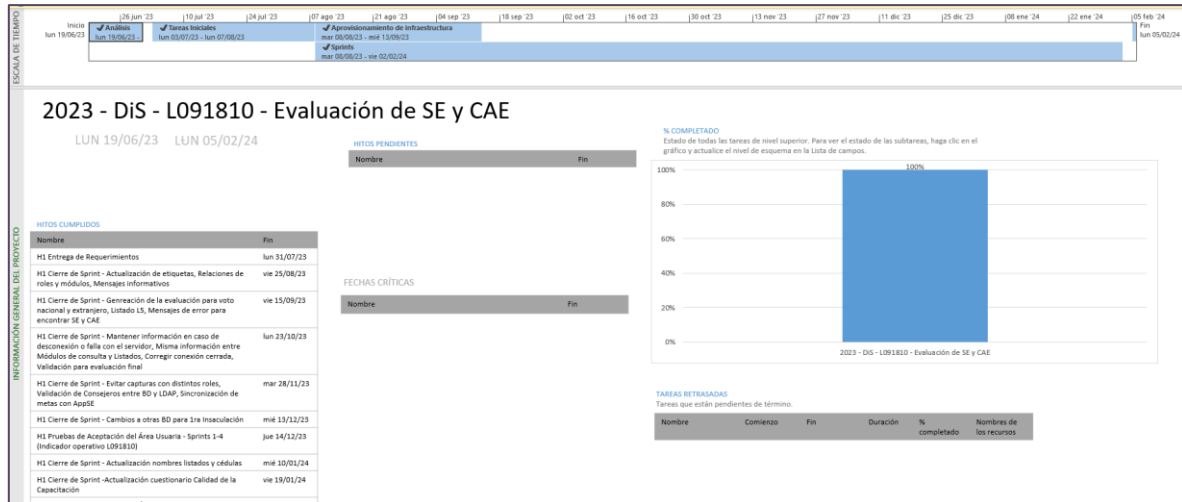 ESCALA DE TIEMPO
|26 jun '23 |10 jul '23 |24 jul '23 |07 ago '23 |21 ago '23 |04 sep '23 |18 sep '23 |02 oct '23 |16 oct '23 |30 oct '23 |13 nov '23 |27 nov '23 |11 dic '23 |25 dic '23 |08 ene '24 |22 ene '24 |05 feb '24
Inicio
lun 19/06/23
✔Análisis
lun 19/06/23 -
✔Tareas Iniciales
lun 03/07/23 - lun 07/08/23
✔Aprovisionamiento de infraestructura
mar 08/08/23 - mié 13/09/23
✔Sprints
mar 08/08/23 - vie 02/02/24
Fin
lun 05/02/24
INFORMACIÓN GENERAL DEL PROYECTO
2023 - DiS - L091810 - Evaluación de SE y CAE
LUN 19/06/23 LUN 05/02/24
HITOS CUMPLIDOS
Nombre Fin
H1 Entrega de Requerimientos lun 31/07/23
H1 Cierre de Sprint - Actualización de etiquetas, Relaciones de vie 25/08/23
roles y módulos, Mensajes informativos
H1 Cierre de Sprint - Genreación de la evaluación para voto vie 15/09/23
nacional y extranjero, Listado L5, Mensajes de error para
encontrar SE y CAE
H1 Cierre de Sprint - Mantener información en caso de lun 23/10/23
desconexión o falla con el servidor, Misma información entre
Módulos de consulta y Listados, Corregir conexión cerrada,
Validación para evaluación final
H1 Cierre de Sprint - Evitar capturas con distintos roles, mar 28/11/23
Validación de Consejeros entre BD y LDAP, Sincronización de
metas con AppSE
H1 Cierre de Sprint - Cambios a otras BD para 1ra Insaculación mié 13/12/23
H1 Pruebas de Aceptación del Área Usuaria - Sprints 1-4 jue 14/12/23
(Indicador operativo L091810)
H1 Cierre de Sprint - Actualización nombres listados y cédulas mié 10/01/24
H1 Cierre de Sprint -Actualización cuestionario Calidad de la vie 19/01/24
Capacitación
HITOS PENDIENTES
Nombre Fin
FECHAS CRÍTICAS
Nombre Fin
% COMPLETADO
Estado de todas las tareas de nivel superior. Para ver el estado de las subtareas, haga clic en el
gráfico y actualice el nivel de esquema en la Lista de campos.
100%
100%
80%
60%
40%
20%
0%
2023 - DiS - L091810 - Evaluación de SE y CAE
TAREAS RETRASADAS
Tareas que están pendientes de término.
Nombre Comienzo Fin Duración % Nombres de
completado los recursos